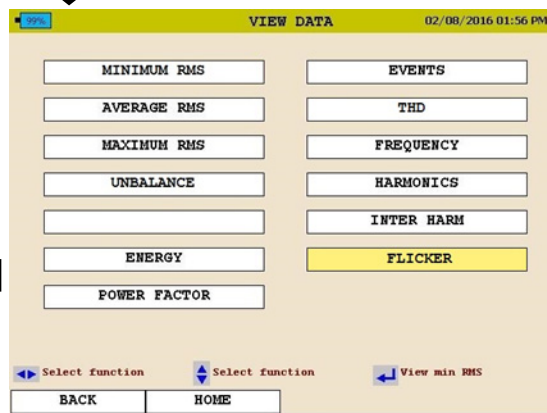 99% VIEW DATA 02/08/2016 01:56 PM
MINIMUM RMS EVENTS
AVERAGE RMS THD
MAXIMUM RMS FREQUENCY
UNBALANCE HARMONICS
INTER HARM
ENERGY FLICKER
POWER FACTOR
Select function Select function View min RMS
BACK HOME